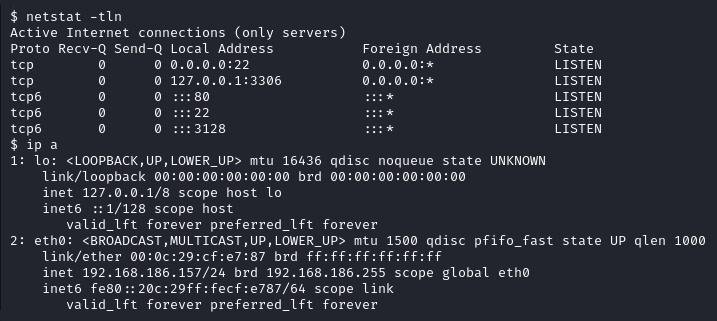 $ netstat -tln
Active Internet connections (only servers)
Proto Recv-Q Send-Q Local Address           Foreign Address         State
tcp        0      0 0.0.0.0:22              0.0.0.0:*               LISTEN
tcp        0      0 127.0.0.1:3306          0.0.0.0:*               LISTEN
tcp6       0      0 :::80                   :::*                    LISTEN
tcp6       0      0 :::22                   :::*                    LISTEN
tcp6       0      0 :::3128                 :::*                    LISTEN
$ ip a
1: lo: <LOOPBACK,UP,LOWER_UP> mtu 16436 qdisc noqueue state UNKNOWN
    link/loopback 00:00:00:00:00:00 brd 00:00:00:00:00:00
    inet 127.0.0.1/8 scope host lo
    inet6 ::1/128 scope host
       valid_lft forever preferred_lft forever
2: eth0: <BROADCAST,MULTICAST,UP,LOWER_UP> mtu 1500 qdisc pfifo_fast state UP qlen 1000
    link/ether 00:0c:29:cf:e7:87 brd ff:ff:ff:ff:ff:ff
    inet 192.168.186.157/24 brd 192.168.186.255 scope global eth0
    inet6 fe80::20c:29ff:fecf:e787/64 scope link
       valid_lft forever preferred_lft forever